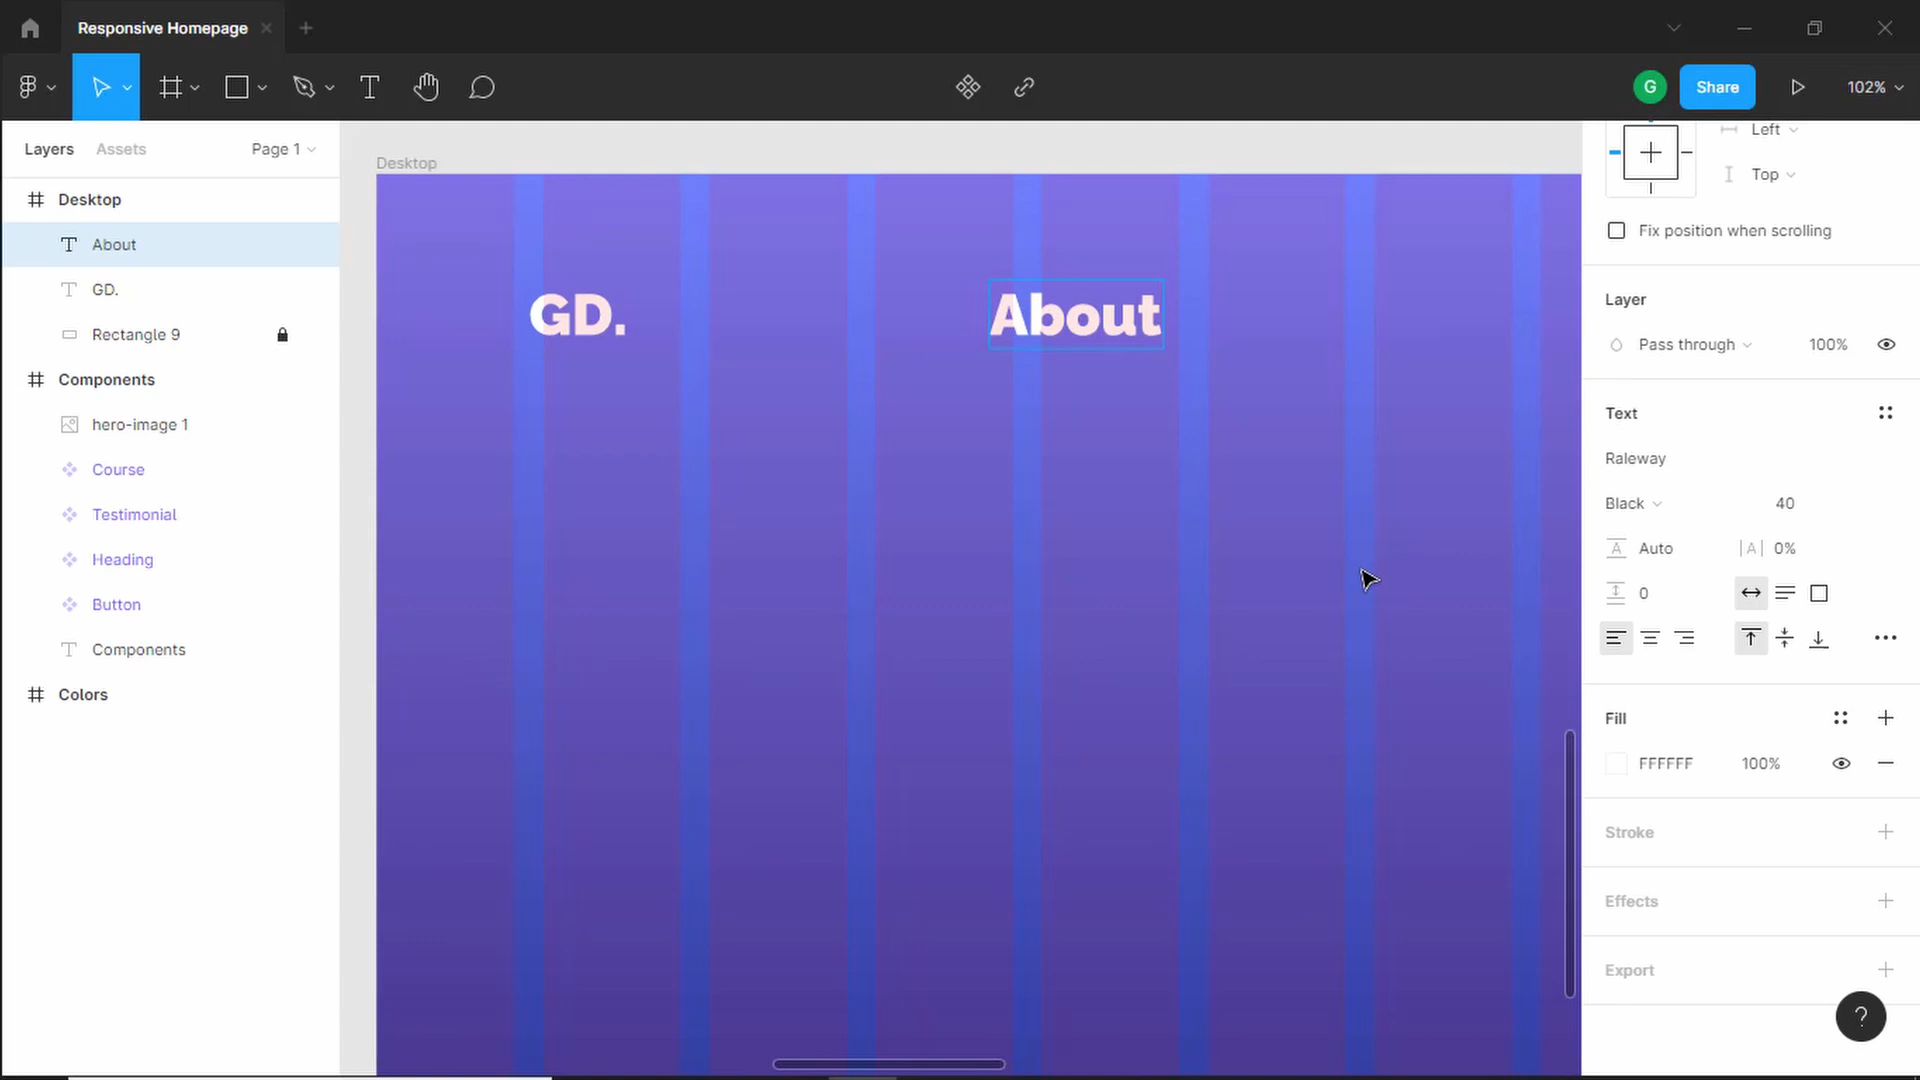 Responsive Homepage
G
Share
102%
Layers
Assets
Page 1
Desktop
About
GD.
Rectangle 9
Components
hero-image 1
Course
Testimonial
Heading
Button
Components
Colors
Desktop
GD.
About
Left
Top
Fix position when scrolling
Layer
Pass through
100%
Text
Raleway
Black
40
A
Auto
|A|
0%
0
Fill
FFFFFF
100%
Stroke
Effects
Export
?